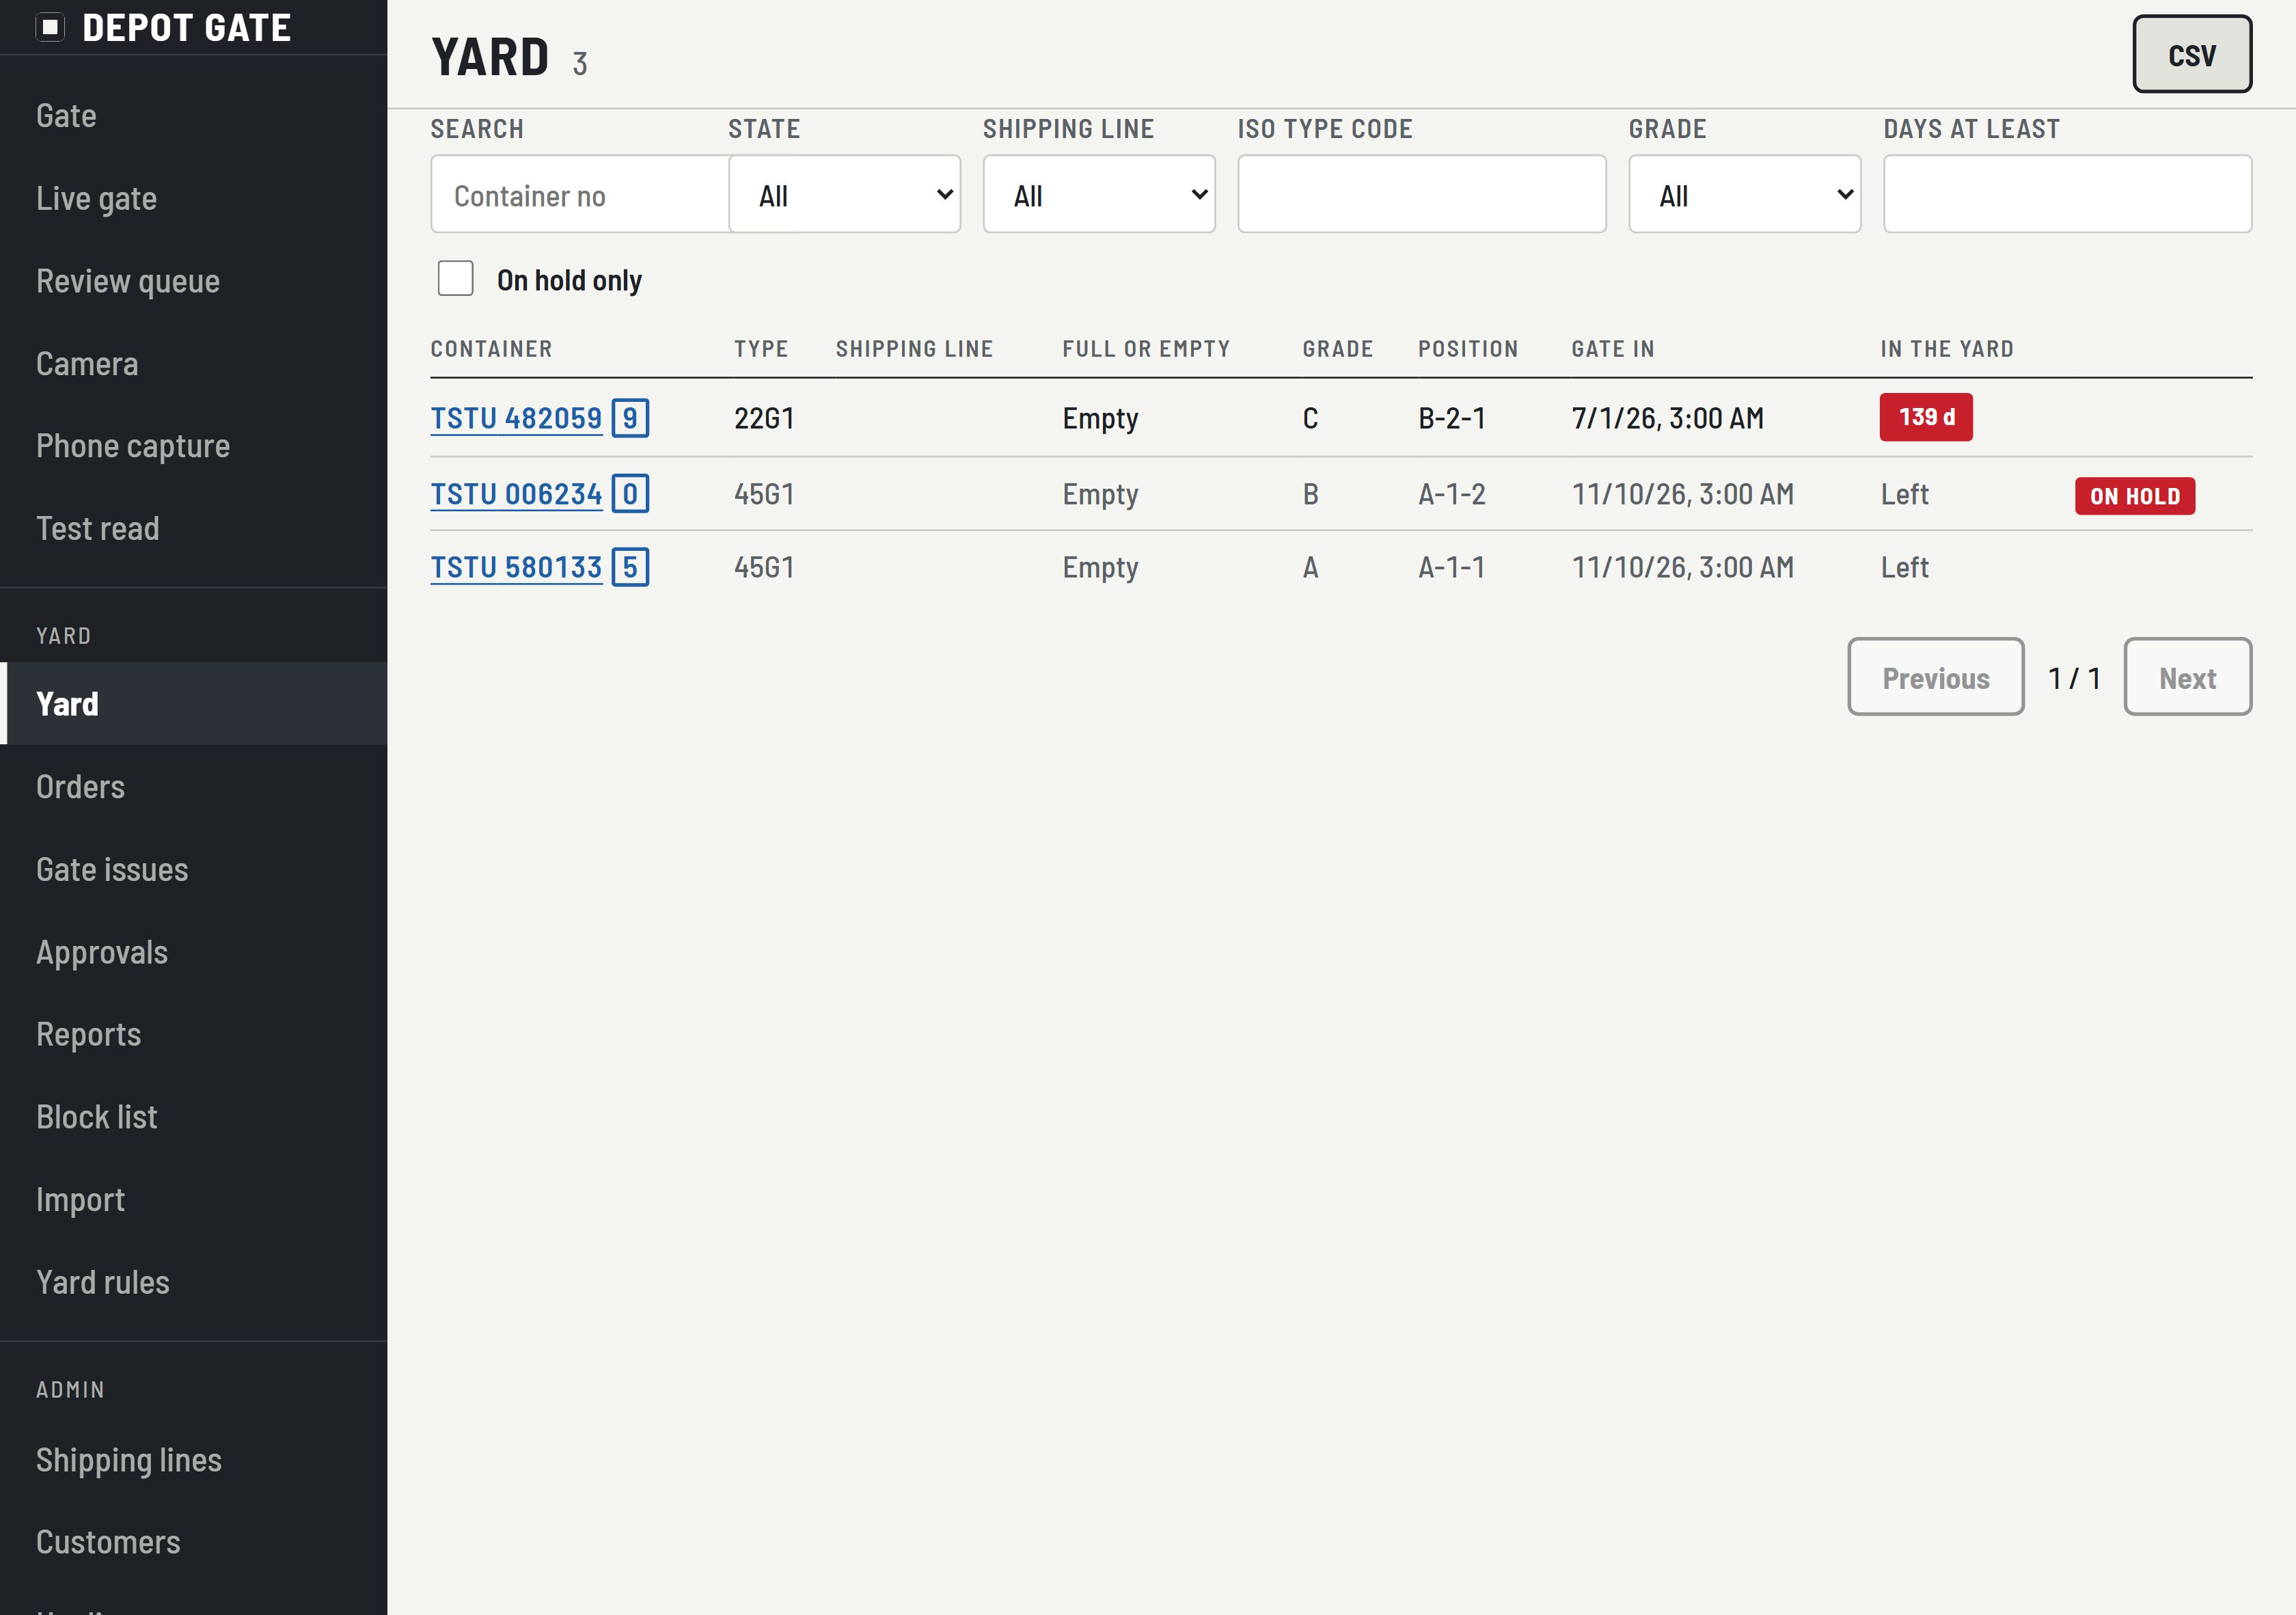 DEPOT GATE
Gate
Live gate
Review queue
Camera
Phone capture
Test read
YARD
Yard
Orders
Gate issues
Approvals
Reports
Block list
Import
Yard rules
ADMIN
Shipping lines
Customers
YARD 3
CSV
SEARCH STATE SHIPPING LINE ISO TYPE CODE GRADE DAYS AT LEAST
Container no All All All
On hold only
CONTAINER TYPE SHIPPING LINE FULL OR EMPTY GRADE POSITION GATE IN IN THE YARD
TSTU 482059 9 22G1 Empty C B-2-1 7/1/26, 3:00 AM 139 d
TSTU 006234 0 45G1 Empty B A-1-2 11/10/26, 3:00 AM Left ON HOLD
TSTU 580133 5 45G1 Empty A A-1-1 11/10/26, 3:00 AM Left
Previous 1 / 1 Next